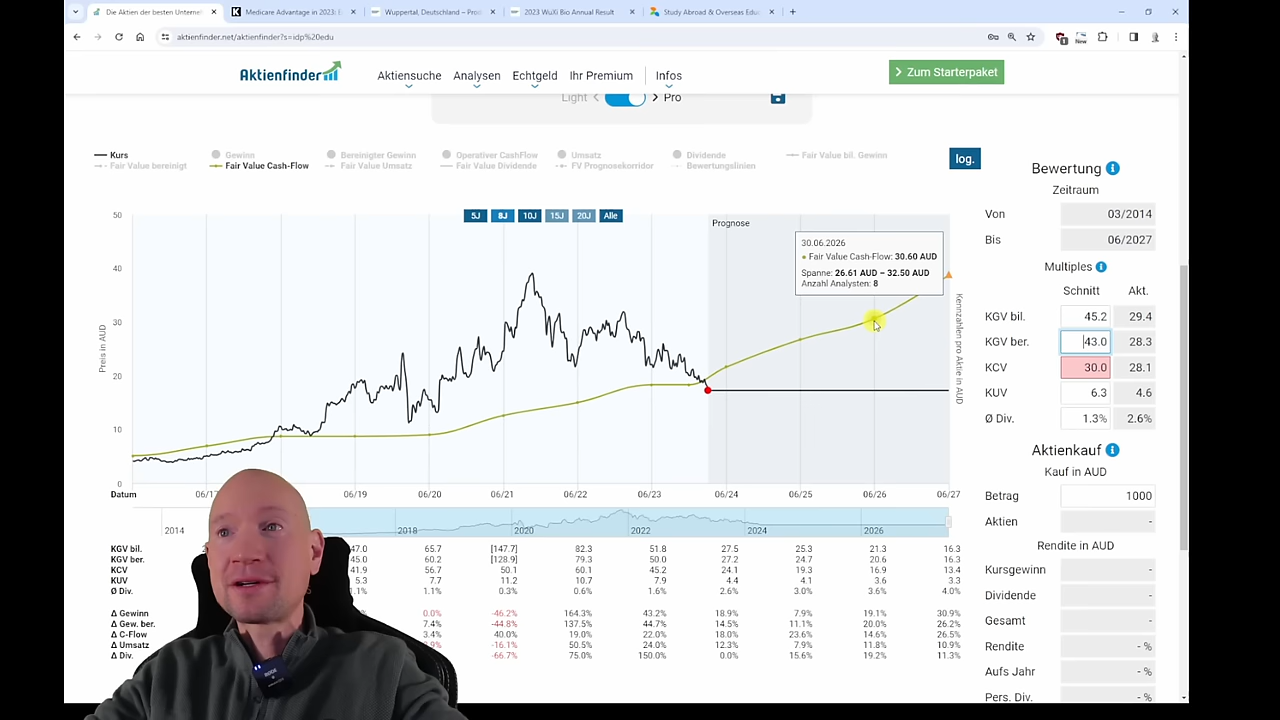 Die Aktien der besten Unterneh
Medicare Advantage in 2023: E
Wuppertal, Deutschland – Pro
2023 WuXi Bio Annual Result
Study Abroad & Overseas Edu
aktienfinder.net/aktienfinder?s=idp%20edu
Aktienfinder
Aktiensuche
Analysen
Echtgeld
Ihr Premium
Infos
Zum Starterpaket
Light
Pro
Kurs
Gewinn
Bereinigter Gewinn
Operativer CashFlow
Umsatz
Dividende
Fair Value bil. Gewinn
Fair Value bereinigt
Fair Value Cash-Flow
Fair Value Umsatz
Fair Value Dividende
FV Prognosekorridor
Bewertungslinien
log.
5J 8J 10J 15J 20J Alle
Prognose
30.06.2026
Fair Value Cash-Flow: 30.60 AUD
Spanne: 26.61 AUD – 32.50 AUD
Anzahl Analysten: 8
50
40
30
20
10
0
Preis in AUD
Kennzahlen pro Aktie in AUD
Datum 06/17 06/19 06/20 06/21 06/22 06/23 06/24 06/25 06/26 06/27
2014 2018 2020 2022 2024 2026
KGV bil. 47.0 65.7 [147.7] 82.3 51.8 27.5 25.3 21.3 16.3
KGV ber. 45.0 60.2 [128.9] 79.3 50.0 27.2 24.7 20.6 16.3
KCV 41.9 56.7 50.1 60.1 45.2 24.1 19.3 16.9 13.4
KUV 5.3 7.7 11.2 10.7 7.9 4.4 4.1 3.6 3.3
Ø Div. 1.1% 1.1% 0.3% 0.6% 1.6% 2.6% 3.0% 3.6% 4.0%
Δ Gewinn 0.0% -46.2% 164.3% 43.2% 18.9% 7.9% 19.1% 30.9%
Δ Gew. ber. 7.4% -44.8% 137.5% 44.7% 14.5% 11.1% 20.0% 26.2%
Δ C-Flow 3.4% 40.0% 19.0% 22.0% 18.0% 23.6% 14.6% 26.5%
Δ Umsatz -16.1% 50.5% 24.0% 12.3% 7.9% 11.8% 10.9%
Δ Div. -66.7% 75.0% 150.0% 0.0% 15.6% 19.2% 11.3%
Bewertung
Zeitraum
Von 03/2014
Bis 06/2027
Multiples
Schnitt Akt.
KGV bil. 45.2 29.4
KGV ber. 43.0 28.3
KCV 30.0 28.1
KUV 6.3 4.6
Ø Div. 1.3% 2.6%
Aktienkauf
Kauf in AUD
Betrag 1000
Aktien -
Rendite in AUD
Kursgewinn -
Dividende -
Gesamt -
Rendite - %
Aufs Jahr - %
Pers. Div. - %